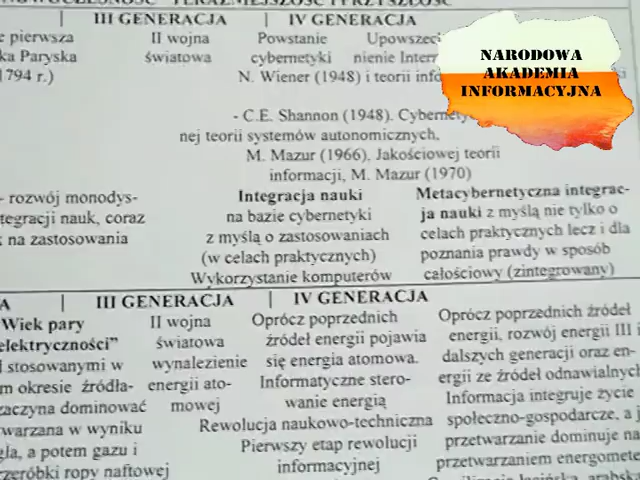 III GENERACJA | IV GENERACJA
pierwsza II wojna Powstanie
Paryska światowa cybernetyki nienie
1794 r.) N. Wiener (1948) i teorii
- C.E. Shannon (1948).
nej teorii systemów autonomicznych,
M. Mazur (1966), Jakościowej teorii
informacji, M. Mazur (1970)
NARODOWA
AKADEMIA
INFORMACYJNA
- rozwój monodys- Integracja nauki Metacybernetyczna integrac-
tegracji nauk, coraz na bazie cybernetyki ja nauki z myślą nie tylko o
na zastosowania z myślą o zastosowaniach celach praktycznych lecz i dla
(w celach praktycznych) poznania prawdy w sposób
Wykorzystanie komputerów całościowy (zintegrowany)
A | III GENERACJA | IV GENERACJA
Wiek pary II wojna Oprócz poprzednich Oprócz poprzednich źródeł
elektryczności” światowa źródeł energii pojawia energii, rozwój energii III i
stosowanymi w wynalezienie się energia atomowa. dalszych generacji oraz en-
m okresie źródła- energii ato- Informatyczne stero- ergii ze źródeł odnawialnych
zaczyna dominować mowej wanie energią Informacja integruje życie
twarzana w wyniku Rewolucja naukowo-techniczna społeczno-gospodarcze, a j
gla, a potem gazu i Pierwszy etap rewolucji przetwarzanie dominuje na
zeróbki ropy naftowej informacyjnej przetwarzaniem energomate